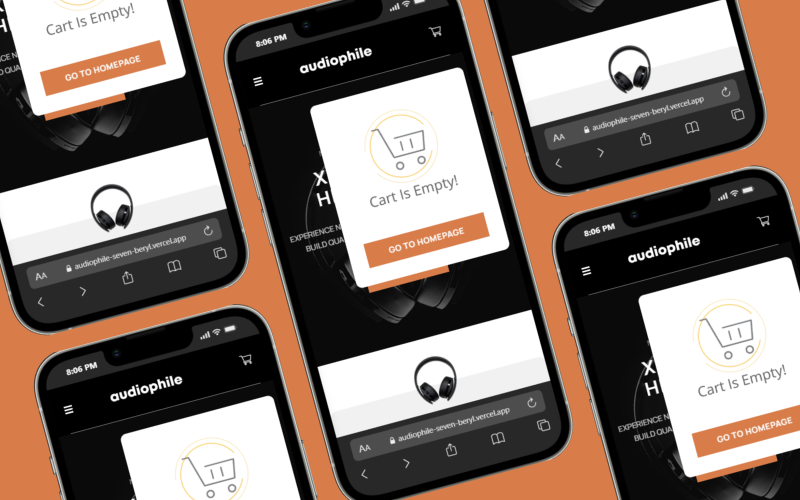 Cart Is Empty!
GO TO HOMEPAGE
AA audiophile-seven-beryl.vercel.app
8:06 PM
audiophile
Cart Is Empty!
EXPERIENCE N
BUILD QUA
GO TO HOMEPAGE
AA audiophile-seven-beryl.vercel.app
AA audiophile-seven-beryl.vercel.app
8:06 PM
audiophile
8:06 PM
audiophile
Cart Is Empty!
EXPERIENCE N
BUILD QUA
GO TO HOMEPAGE